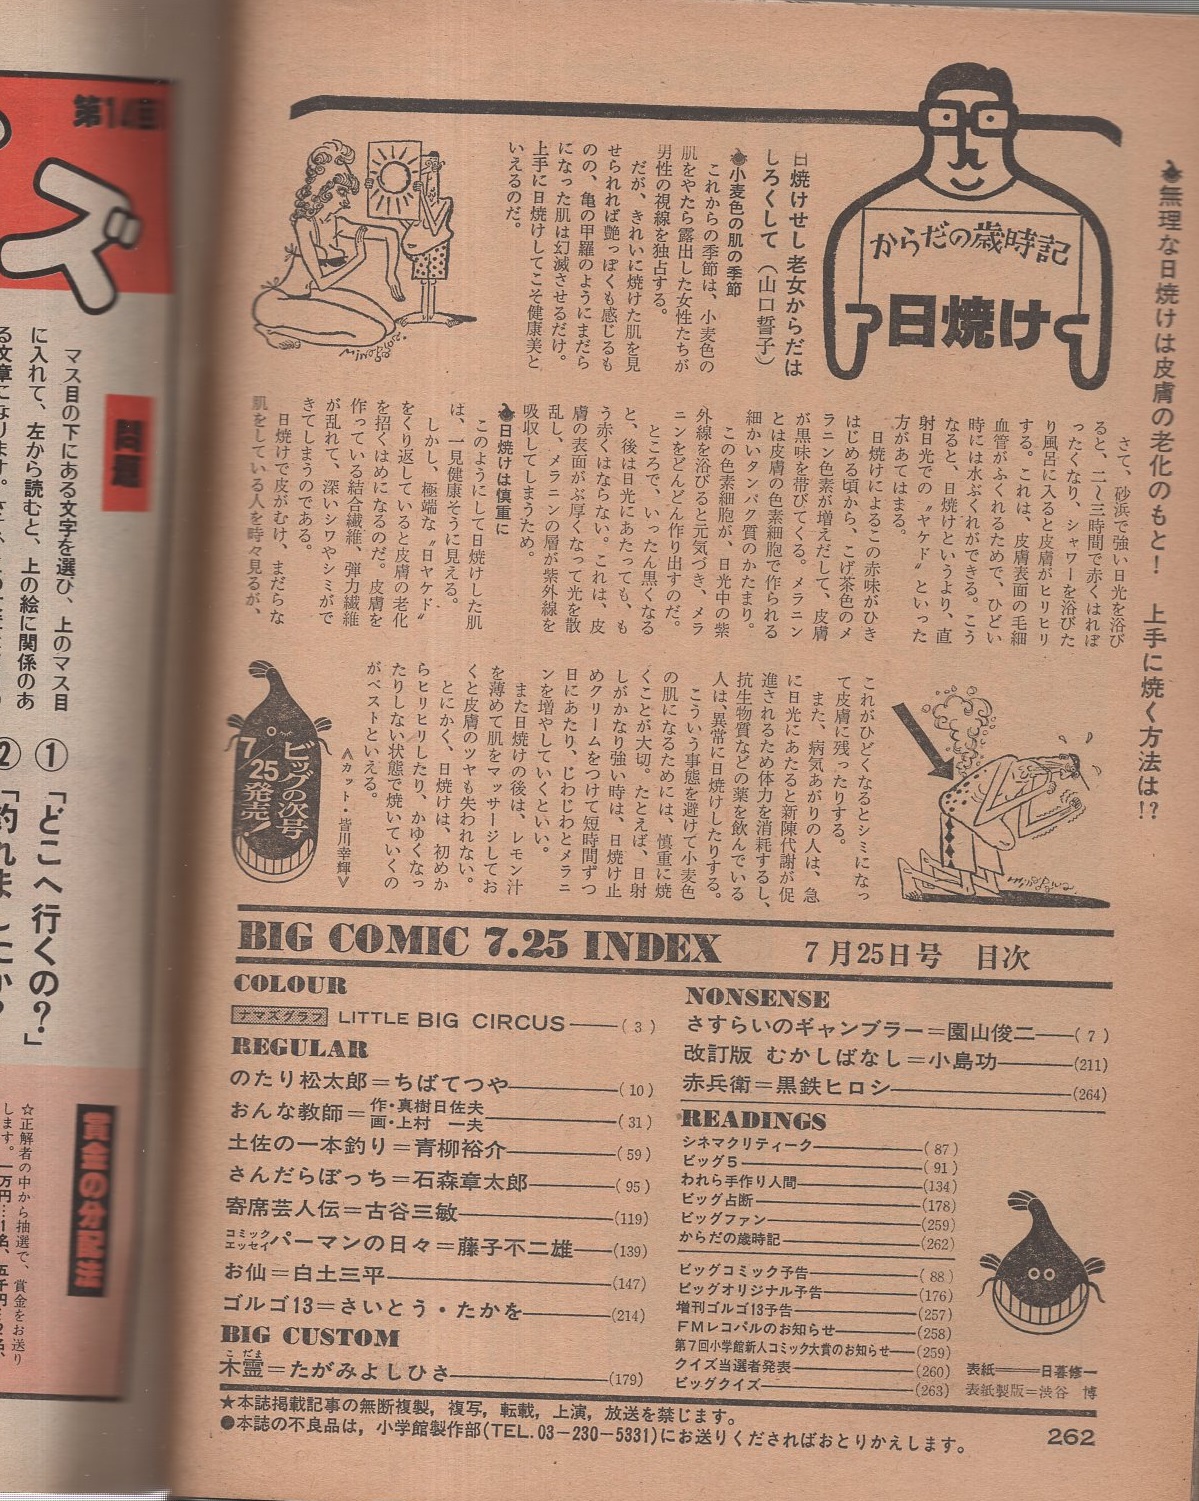 無理な日焼けは皮膚の老化のもと！　上手に焼く方法は!?
からだの歳時記
日焼け
日焼けせし老女からだは
しろくして（山口誓子）
小麦色の肌の季節
これからの季節は、小麦色の
肌をやたら露出した女性たちが
男性の視線を独占する。
だが、きれいに焼けた肌を見
せられれば艶っぽくも感じるも
のの、亀の甲羅のようにまだら
になった肌は幻滅させるだけ。
上手に日焼けしてこそ健康美と
いえるのだ。
さて、砂浜で強い日光を浴び
ると、二〜三時間で赤くはれぼ
ったくなり、シャワーを浴びた
り風呂に入ると皮膚がヒリヒリ
する。これは、皮膚表面の毛細
血管がふくれるためで、ひどい
時には水ぶくれができる。こう
なると、日焼けというより、直
射日光での〝ヤケド〟といった
方があてはまる。
日焼けによるこの赤味がひき
はじめる頃から、こげ茶色のメ
ラニン色素が増えだして、皮膚
が黒味を帯びてくる。メラニン
とは皮膚の色素細胞で作られる
細かいタンパク質のかたまり。
この色素細胞が、日光中の紫
外線を浴びると元気づき、メラ
ニンをどんどん作り出すのだ。
ところで、いったん黒くなる
と、後は日光にあたっても、も
う赤くはならない。これは、皮
膚の表面がぶ厚くなって光を散
乱し、メラニンの層が紫外線を
吸収してしまうため。
日焼けは慎重に
このようにして日焼けした肌
は、一見健康そうに見える。
しかし、極端な〝日ヤケド〟
をくり返していると皮膚の老化
を招くはめになるのだ。皮膚を
作っている結合繊維、弾力繊維
が乱れて、深いシワやシミがで
きてしまうのである。
日焼けで皮がむけ、まだらな
肌をしている人を時々見るが、
これがひどくなるとシミになっ
て皮膚に残ったりする。
また、病気あがりの人は、急
に日光にあたると新陳代謝が促
進されるため体力を消耗するし、
抗生物質などの薬を飲んでいる
人は、異常に日焼けしたりする。
こういう事態を避けて小麦色
の肌になるためには、慎重に焼
くことが大切。たとえば、日射
しがかなり強い時は、日焼け止
めクリームをつけて短時間ずつ
日にあたり、じわじわとメラニ
ンを増やしていくといい。
また日焼けの後は、レモン汁
を薄めて肌をマッサージしてお
くと皮膚のツヤも失われない。
とにかく、日焼けは、初めか
らヒリヒリしたり、かゆくなっ
たりしない状態で焼いていくの
がベストといえる。
≪カット・皆川幸輝≫
ビッグの次号
7/25発売！
BIG COMIC 7.25 INDEX　7月25日号　目次
COLOUR
ナマズグラフ LITTLE BIG CIRCUS――( 3 )
REGULAR
のたり松太郎＝ちばてつや――( 10 )
おんな教師＝作・真樹日佐夫
画・上村　一夫――( 31 )
土佐の一本釣り＝青柳裕介――( 59 )
さんだらぼっち＝石森章太郎――( 95 )
寄席芸人伝＝古谷三敏――(119)
コミックエッセイ パーマンの日々＝藤子不二雄――(139)
お仙＝白土三平――(147)
ゴルゴ13＝さいとう・たかを――(214)
BIG CUSTOM
こだま
木霊＝たがみよしひさ――(179)
NONSENSE
さすらいのギャンブラー＝園山俊二――( 7 )
改訂版 むかしばなし＝小島功――(211)
赤兵衛＝黒鉄ヒロシ――(264)
READINGS
シネマクリティーク――( 87 )
ビッグ5――( 91 )
われら手作り人間――(134)
ビッグ占断――(178)
ビッグファン――(259)
からだの歳時記――(262)
ビッグコミック予告――( 88 )
ビッグオリジナル予告――(176)
増刊ゴルゴ13予告――(257)
FMレコパルのお知らせ――(258)
第7回小学館新人コミック大賞のお知らせ――(259)
クイズ当選者発表――(260)
ビッグクイズ――(263)
表紙――日暮修一
表紙製版＝渋谷　博
★本誌掲載記事の無断複製，複写，転載，上演，放送を禁じます。
●本誌の不良品は，小学館製作部(TEL.03－230－5331)にお送りくださればおとりかえします。
262
ズ
問題
マス目の下にある文字を選び、上のマス目
に入れて、左から読むと、上の絵に関係のあ
①「どこへ行くの？」
賞金の分配法
☆正解者の中から抽選で、賞金をお送り